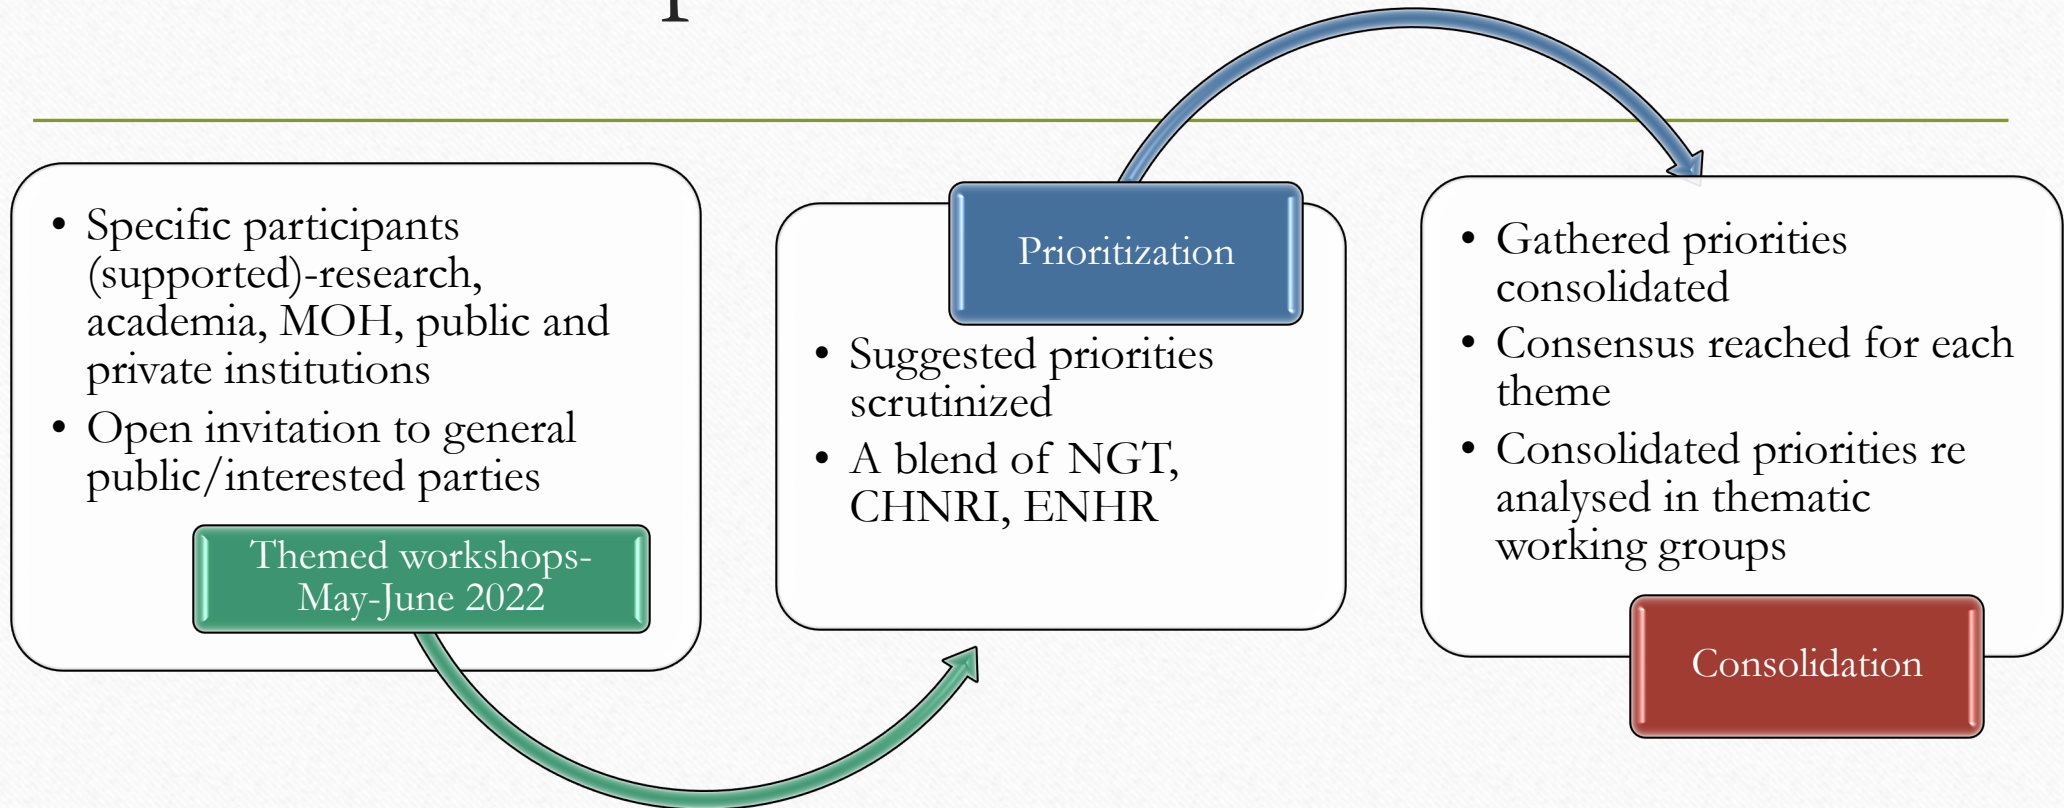 • Specific participants
(supported)-research,
academia, MOH, public and
private institutions
• Open invitation to general
public/interested parties
Themed workshops-
May-June 2022
Prioritization
• Suggested priorities
scrutinized
• A blend of NGT,
CHNRI, ENHR
• Gathered priorities
consolidated
• Consensus reached for each
theme
• Consolidated priorities re
analysed in thematic
working groups
Consolidation